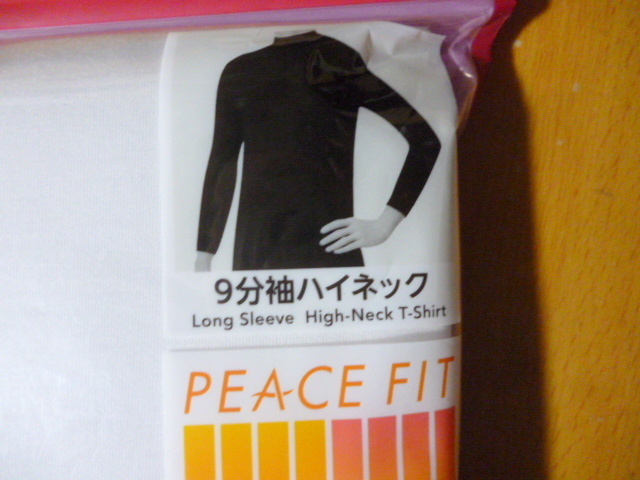 9分袖ハイネック
Long Sleeve High-Neck T-Shirt
PEACE FIT